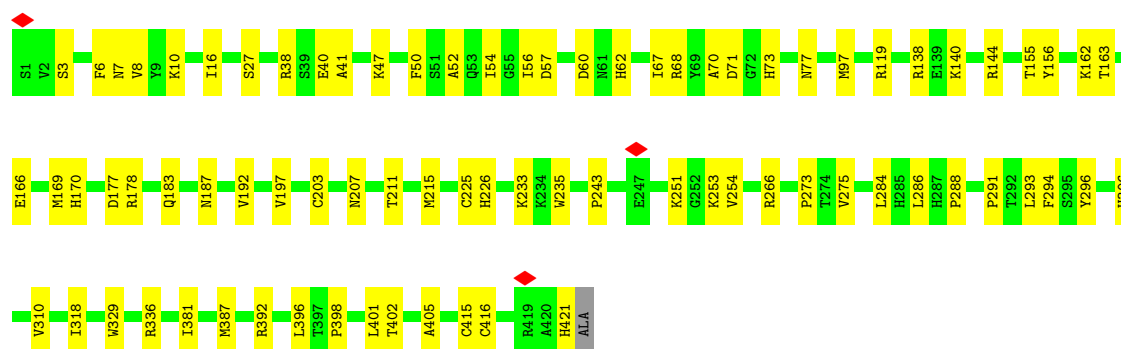 S1 V2 S3 F6 N7 V8 Y9 K10 I16 S27 R38 S39 E40 A41 K47 F50 S51 A52 Q53 I54 G55 I56 D57 D60 N61 H62 I67 R68 Y69 A70 D71 G72 H73 N77 M97 R119 R138 E139 K140 R144 T155 Y156 K162 T163
E166 M169 H170 D177 R178 Q183 N187 V192 V197 C203 N207 T211 M215 C225 H226 K233 K234 W235 P243 E247 K251 G252 K253 V254 R266 P273 T274 V275 L284 H285 L286 H287 P288 P291 T292 L293 F294 S295 Y296
V310 I318 W329 R336 I381 M387 R392 L396 T397 P398 L401 T402 A405 C415 C416 R419 A420 H421 ALA